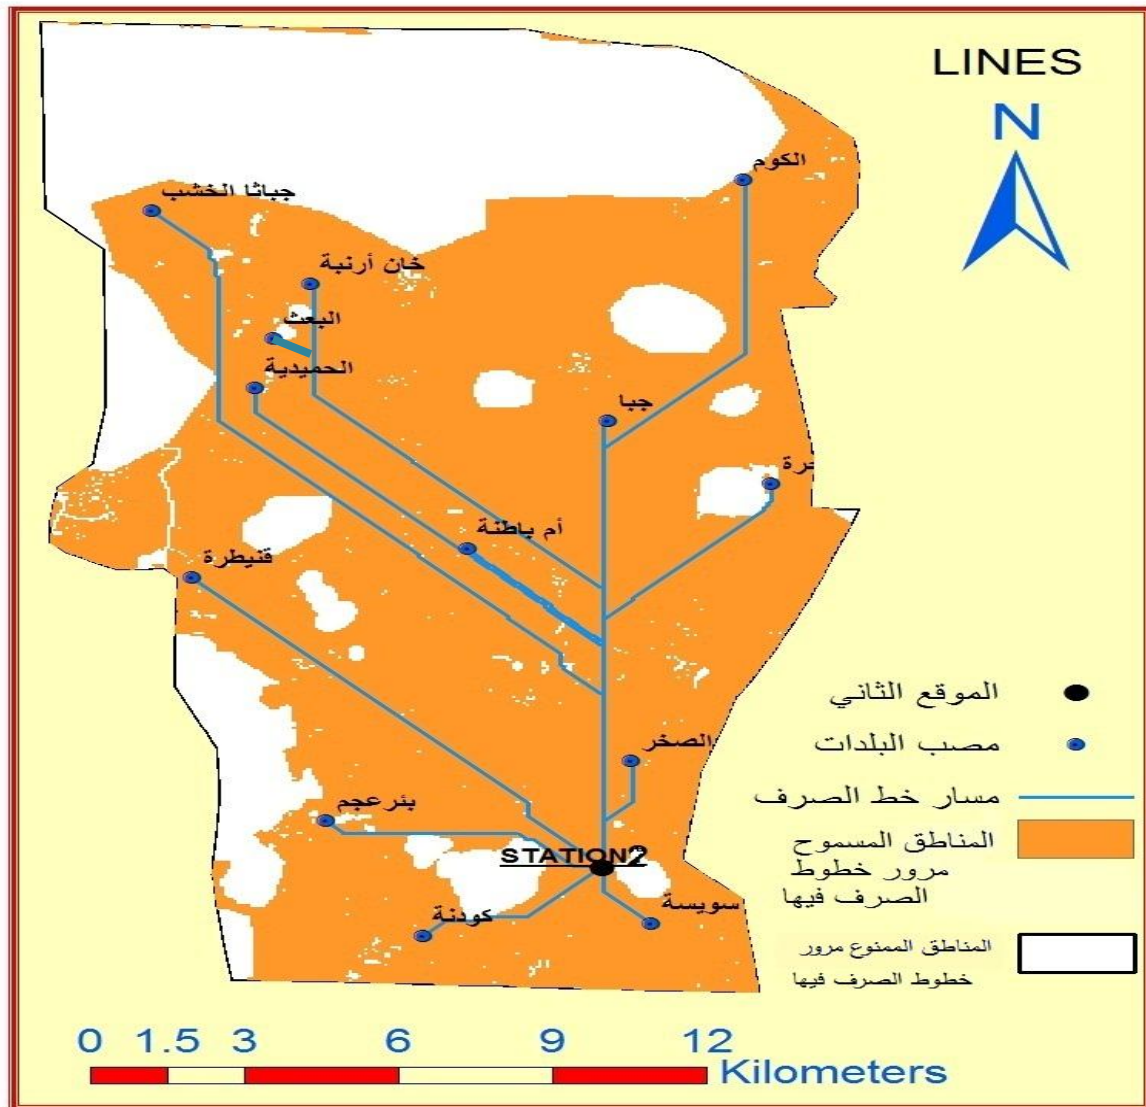 LINES
N
الكوم
جباثا الخشب
خان أرنبة
البعث
الحميدية
جبا
أم باطنة
قنيطرة
الصخر
بئرعجم
STATION2
سويسة
كودنة
الموقع الثاني
مصب البلدات
مسار خط الصرف
المناطق المسموح
مرور خطوط
الصرف فيها
المناطق الممنوع مرور
خطوط الصرف فيها
0 1.5 3 6 9 12
Kilometers